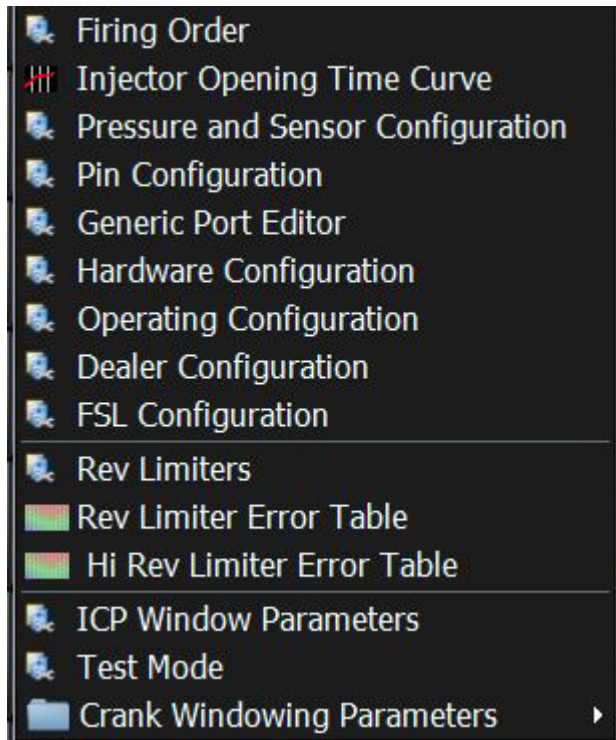 Firing Order
Injector Opening Time Curve
Pressure and Sensor Configuration
Pin Configuration
Generic Port Editor
Hardware Configuration
Operating Configuration
Dealer Configuration
FSL Configuration
Rev Limiters
Rev Limiter Error Table
Hi Rev Limiter Error Table
ICP Window Parameters
Test Mode
Crank Windowing Parameters